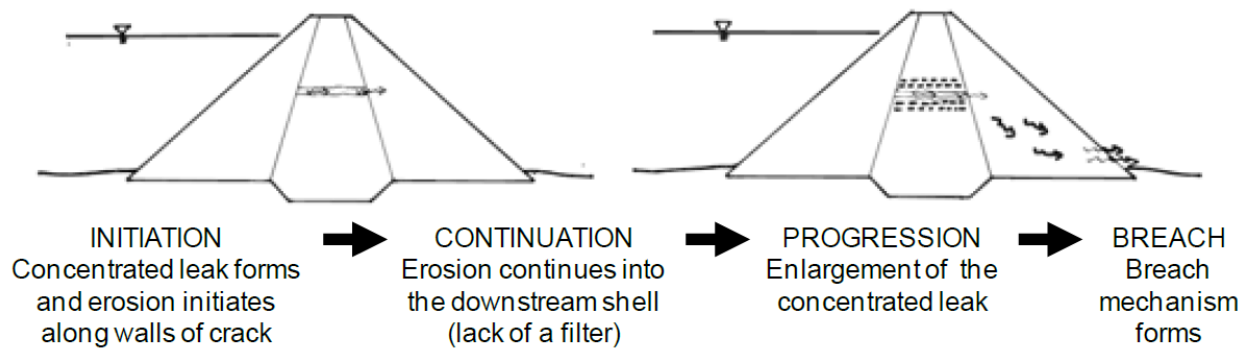 INITIATION
Concentrated leak forms
and erosion initiates
along walls of crack
CONTINUATION
Erosion continues into
the downstream shell
(lack of a filter)
PROGRESSION
Enlargement of the
concentrated leak
BREACH
Breach
mechanism
forms